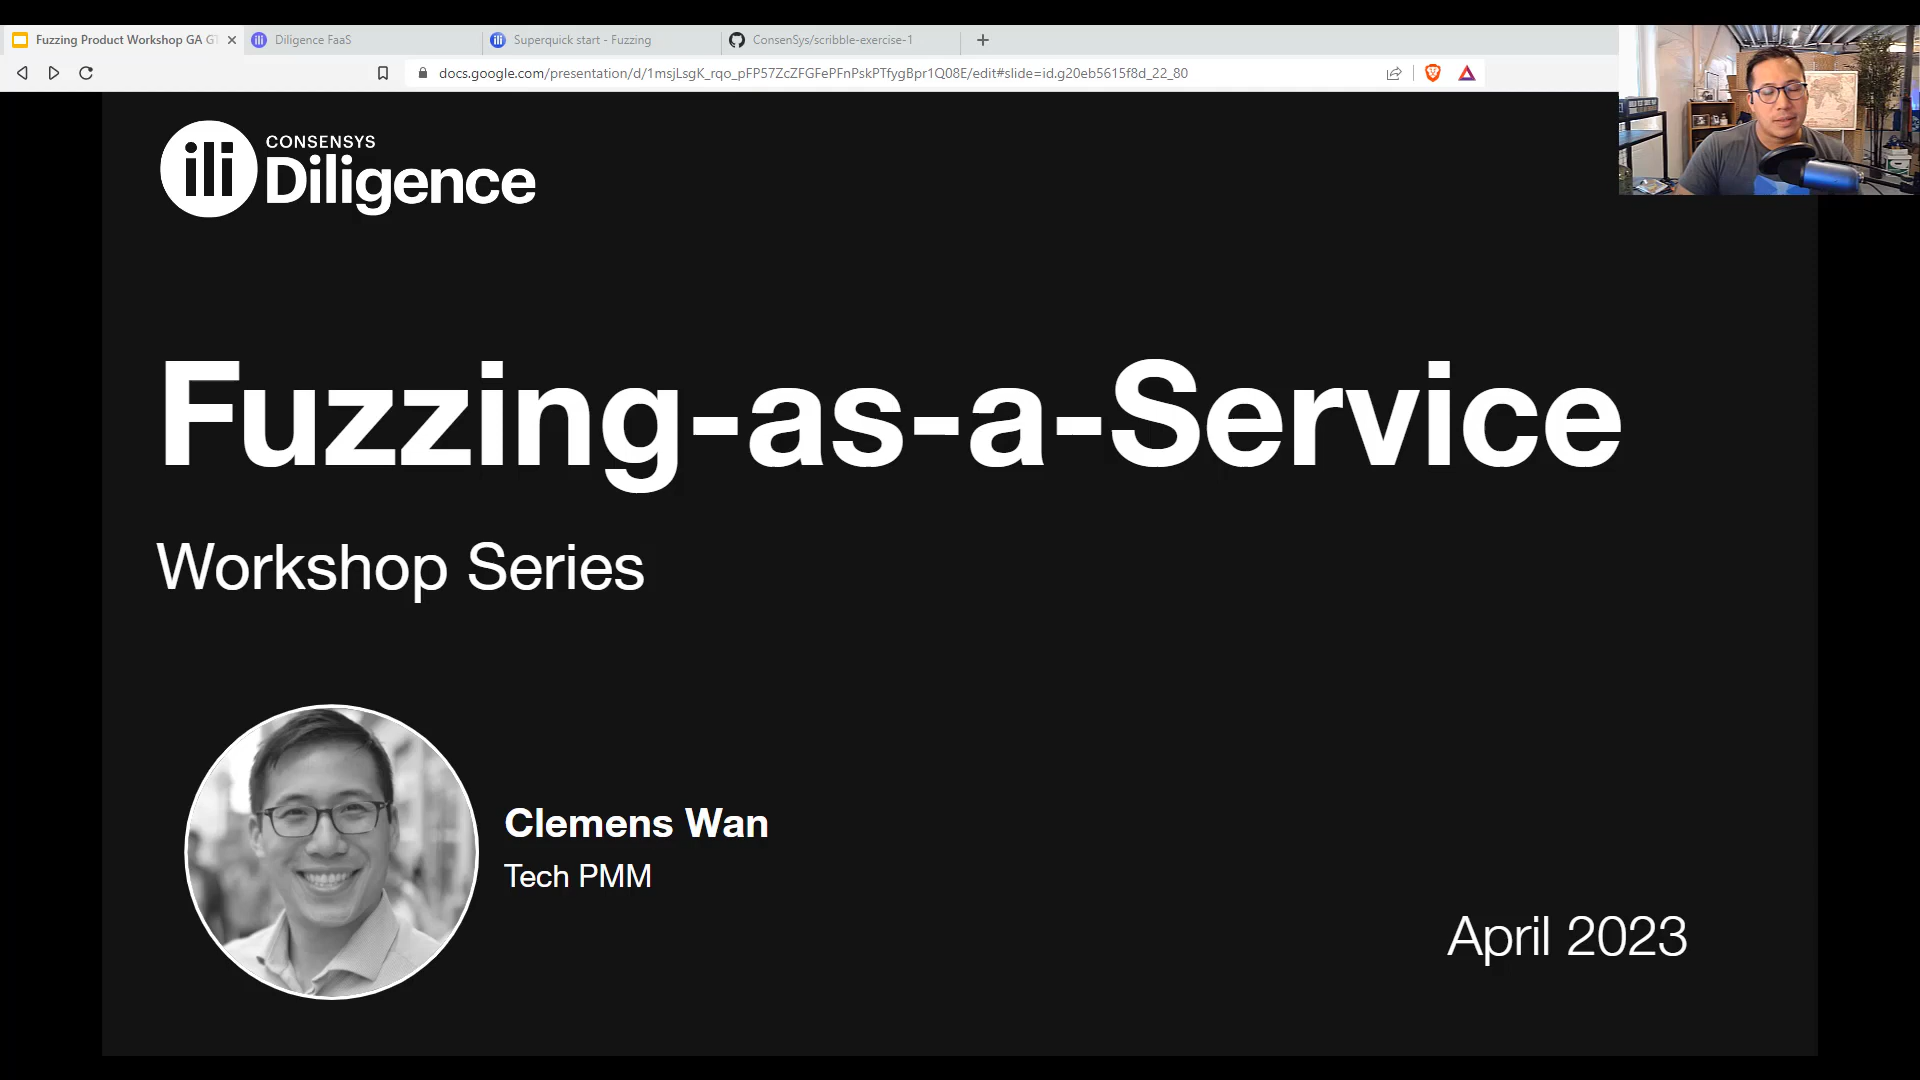 Fuzzing Product Workshop GA GT
Diligence FaaS
Superquick start - Fuzzing
ConsenSys/scribble-exercise-1
docs.google.com/presentation/d/1msjLsgK_rqo_pFP57ZcZFGFePFnPskPTfygBpr1Q08E/edit#slide=id.g20eb5615f8d_22_80
CONSENSYS
Diligence
Fuzzing-as-a-Service
Workshop Series
Clemens Wan
Tech PMM
April 2023